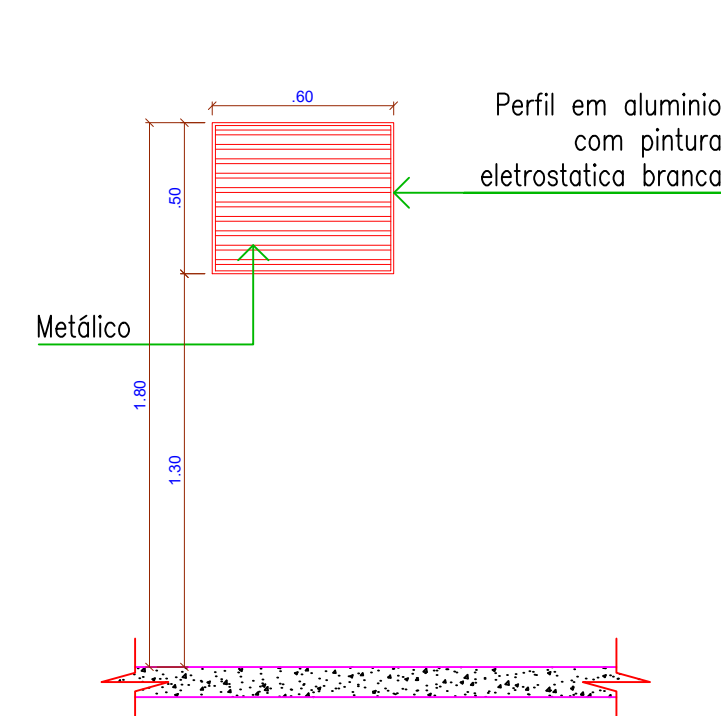 .60
Perfil em aluminio
com pintura
eletrostatica branca
.50
Metálico
1.80
1.30